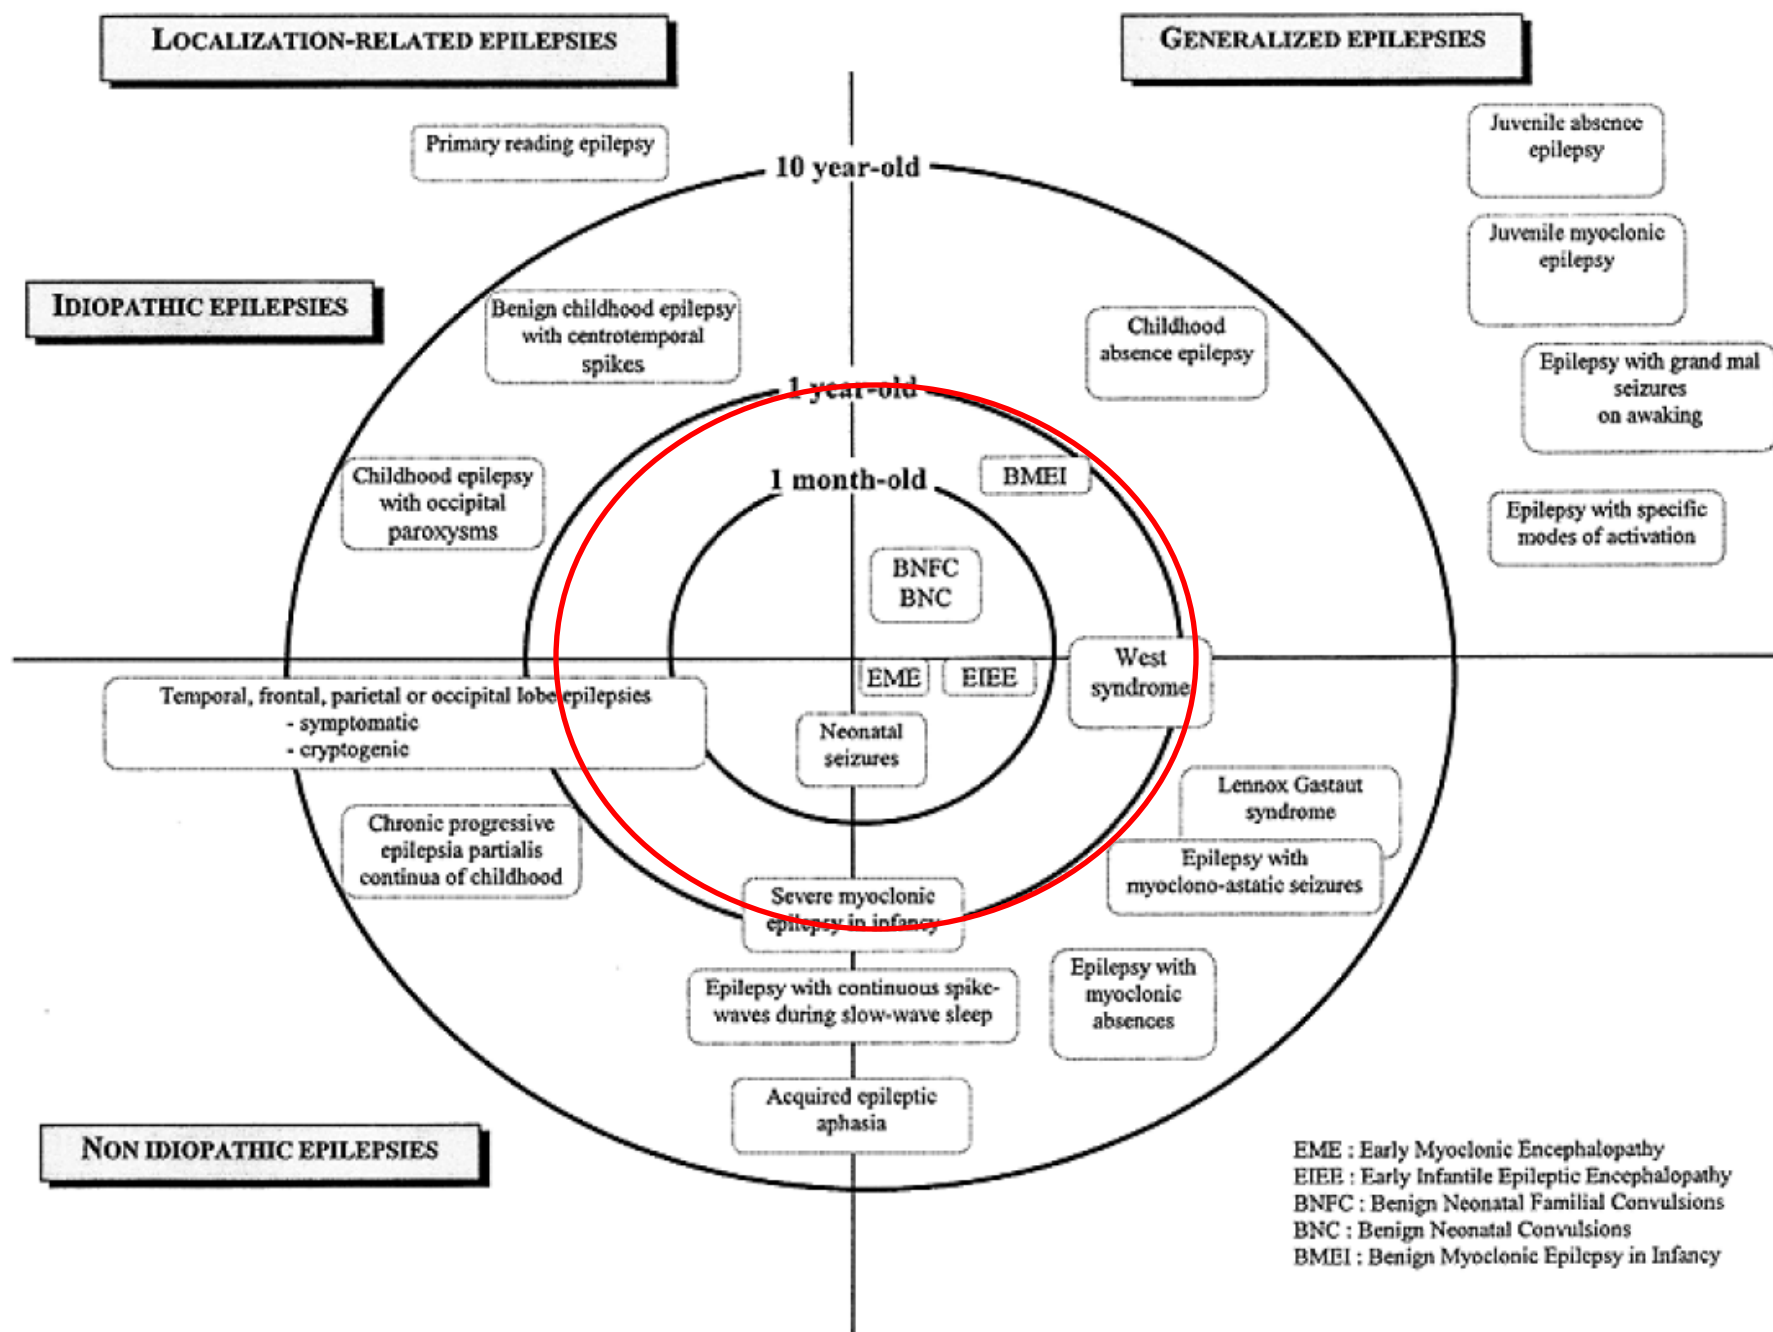 LOCALIZATION-RELATED EPILEPSIES
GENERALIZED EPILEPSIES
Primary reading epilepsy
Juvenile absence
epilepsy
10 year-old
Juvenile myoclonic
epilepsy
IDIOPATHIC EPILEPSIES
Benign childhood epilepsy
with centrotemporal
spikes
Childhood
absence epilepsy
Epilepsy with grand mal
seizures
on awaking
1 year-old
Childhood epilepsy
with occipital
paroxysms
1 month-old
BMEI
Epilepsy with specific
modes of activation
BNFC
BNC
EME
EIEE
West
syndrome
Temporal, frontal, parietal or occipital lobe epilepsies
- symptomatic
- cryptogenic
Neonatal
seizures
Lennox Gastaut
syndrome
Chronic progressive
epilepsia partialis
continua of childhood
Epilepsy with
myoclono-astatic seizures
Severe myoclonic
epilepsy in infancy
Epilepsy with continuous spike-
waves during slow-wave sleep
Epilepsy with
myoclonic
absences
Acquired epileptic
aphasia
NON IDIOPATHIC EPILEPSIES
EME : Early Myoclonic Encephalopathy
EIEE : Early Infantile Epileptic Encephalopathy
BNFC : Benign Neonatal Familial Convulsions
BNC : Benign Neonatal Convulsions
BMEI : Benign Myoclonic Epilepsy in Infancy